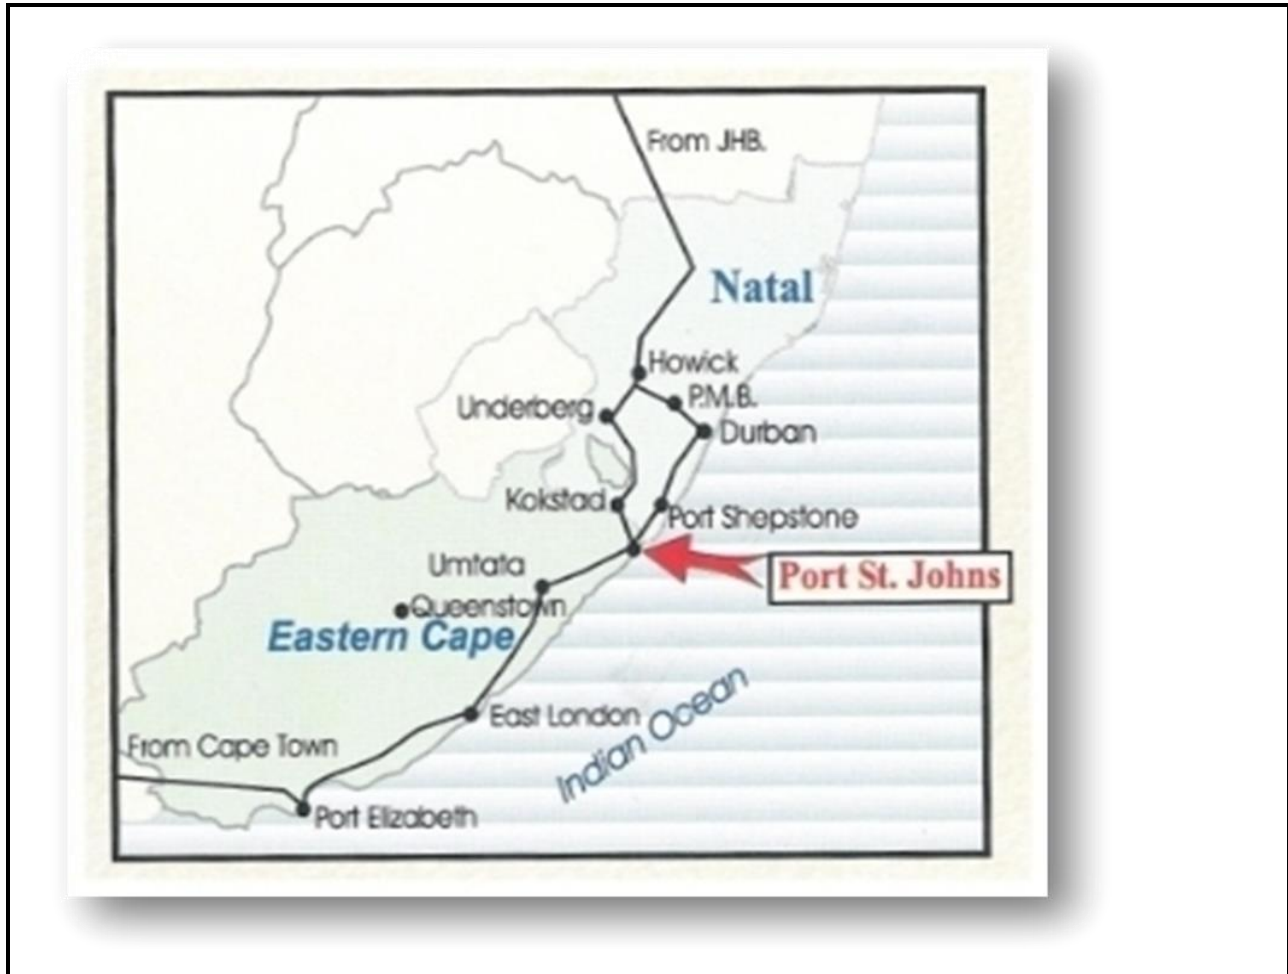 From JHB.
Natal
Howick
P.M.B.
Underberg
Durban
Kokstad
Port Shepstone
Umtata
Port St. Johns
Queenstown
Eastern Cape
East London
Indian Ocean
From Cape Town
Port Elizabeth